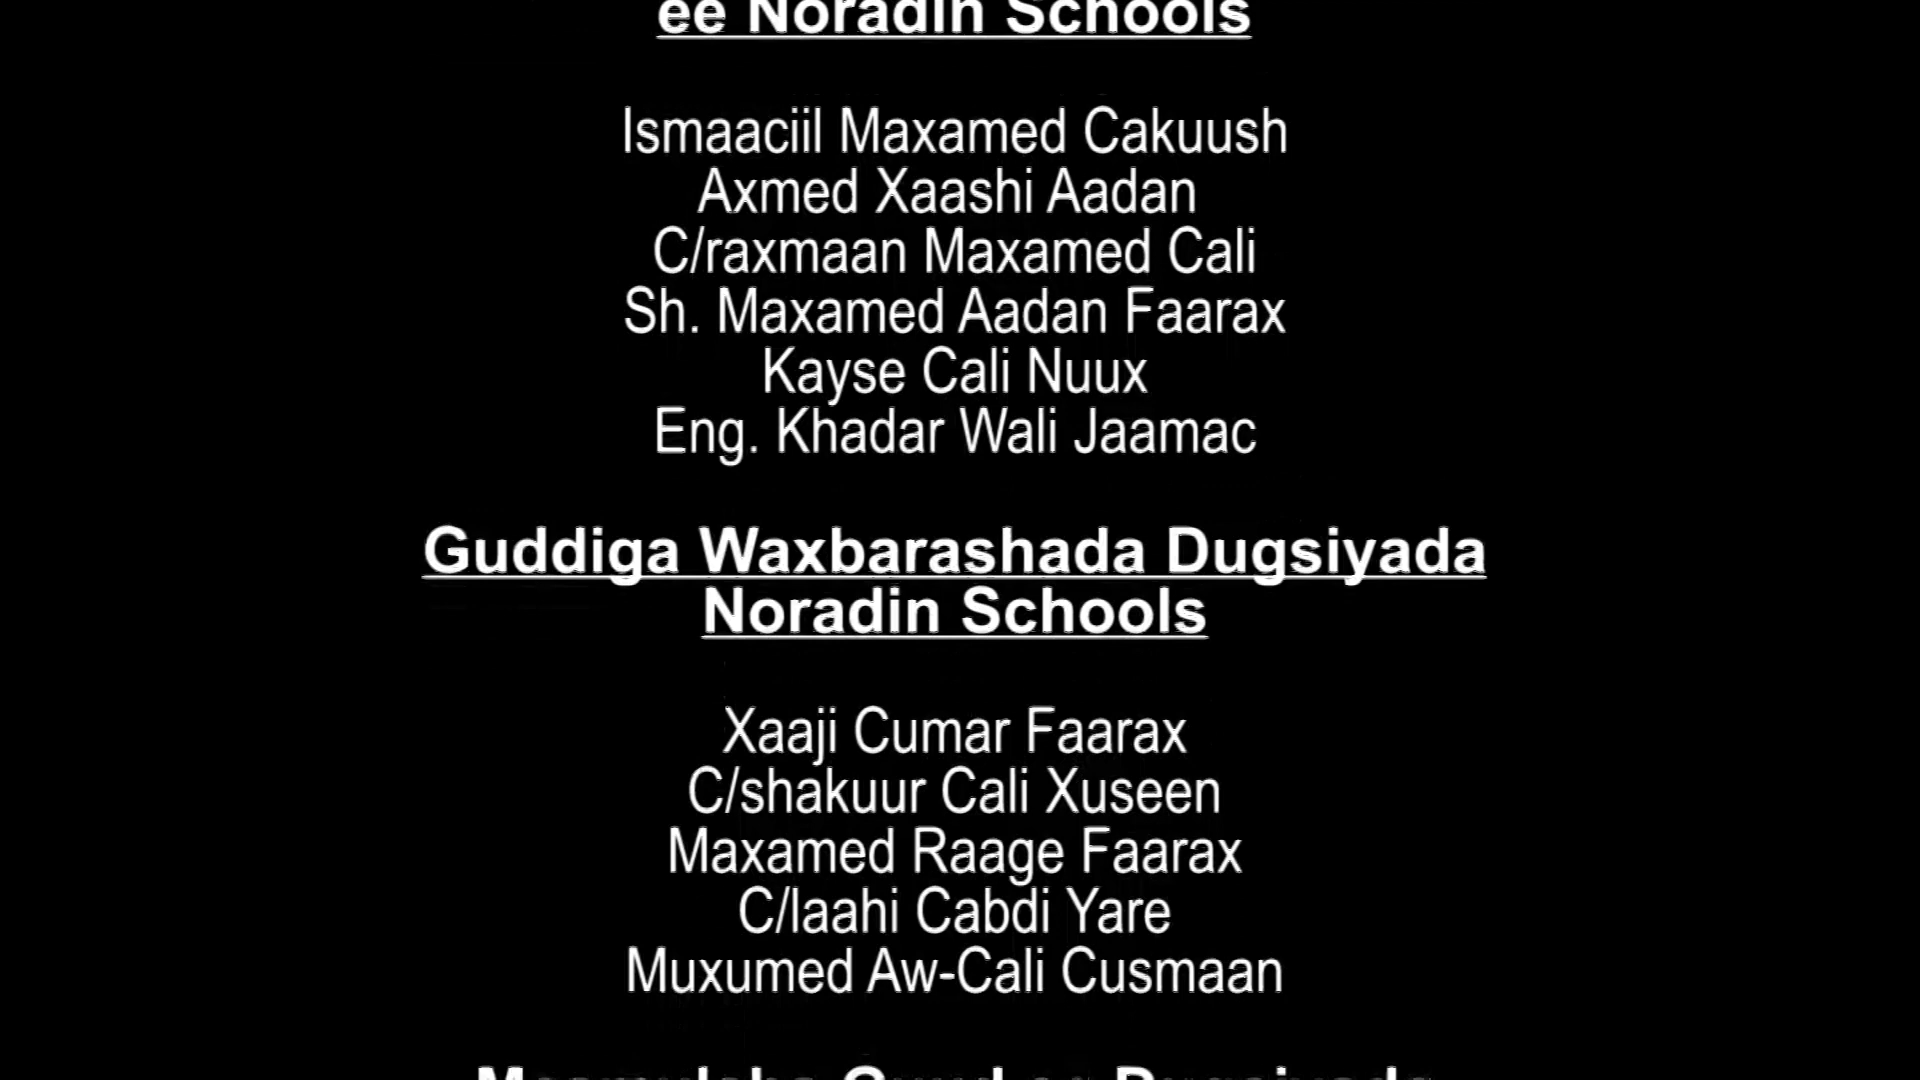 ee Noradin Schools
Ismaaciil Maxamed Cakuush
Axmed Xaashi Aadan
C/raxmaan Maxamed Cali
Sh. Maxamed Aadan Faarax
Kayse Cali Nuux
Eng. Khadar Wali Jaamac
Guddiga Waxbarashada Dugsiyada
Noradin Schools
Xaaji Cumar Faarax
C/shakuur Cali Xuseen
Maxamed Raage Faarax
C/laahi Cabdi Yare
Muxumed Aw-Cali Cusmaan